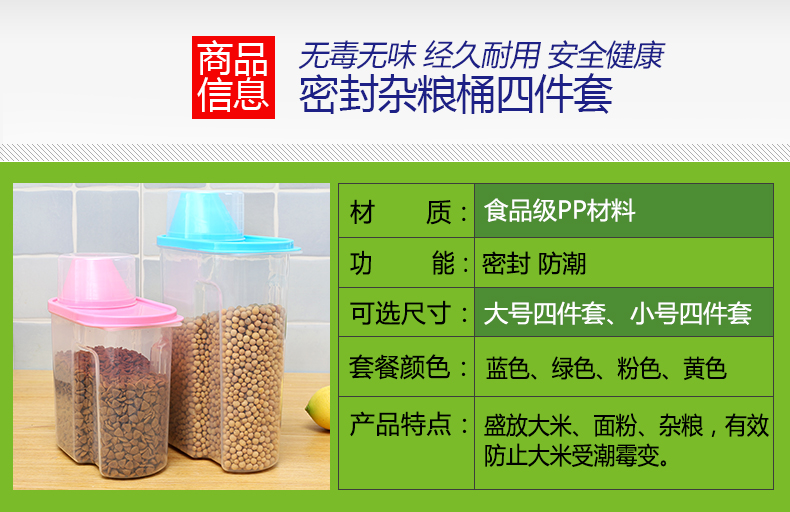 商品
信息
无毒无味 经久耐用 安全健康
密封杂粮桶四件套
材 质： 食品级PP材料
功 能： 密封 防潮
可选尺寸： 大号四件套、小号四件套
套餐颜色： 蓝色、绿色、粉色、黄色
产品特点： 盛放大米、面粉、杂粮，有效
防止大米受潮霉变。